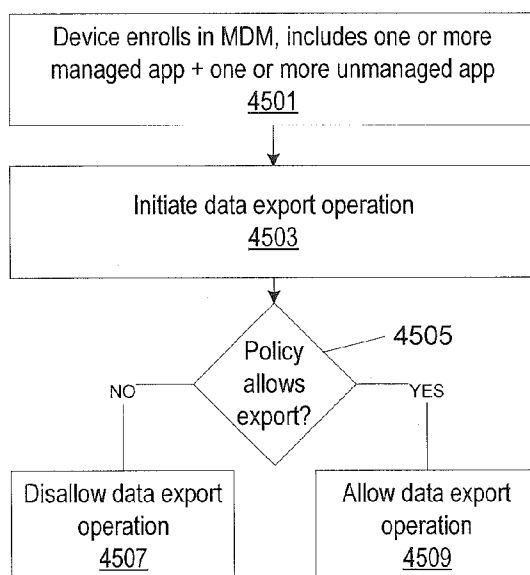 Device enrolls in MDM, includes one or more
managed app + one or more unmanaged app
4501
Initiate data export operation
4503
4505
Policy
allows
export?
NO
YES
Disallow data export
operation
4507
Allow data export
operation
4509